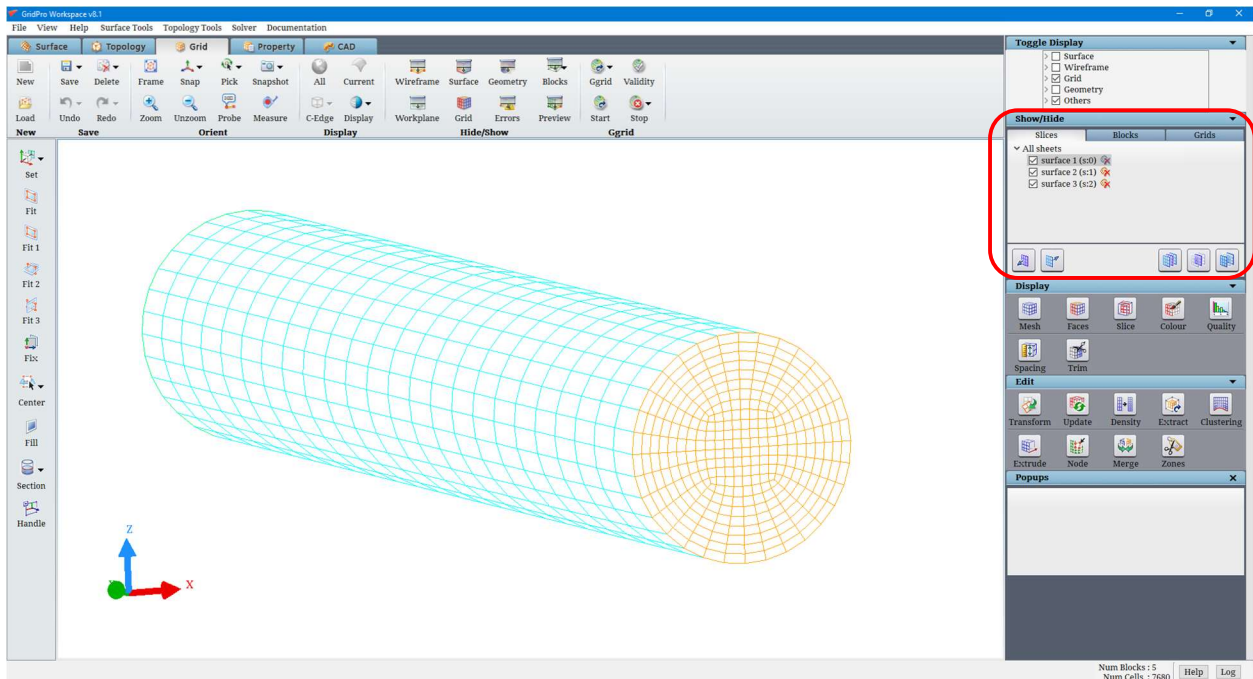 GridPro Workspace v8.1
File View Help Surface Tools Topology Tools Solver Documentation
Surface Topology Grid Property CAD
New Save Delete Frame Snap Pick Snapshot All Current Wireframe Surface Geometry Blocks Ggrid Validity
Load Undo Redo Zoom Unzoom Probe Measure C-Edge Display Workplane Grid Errors Preview Start Stop
New Save Orient Display Hide/Show Ggrid
Set
Fit
Fit 1
Fit 2
Fit 3
Fix
Center
Fill
Section
Handle
Z
X
Toggle Display
Surface
Wireframe
Grid
Geometry
Others
Show/Hide
Slices Blocks Grids
All sheets
surface 1 (s:0)
surface 2 (s:1)
surface 3 (s:2)
Display
Mesh Faces Slice Colour Quality
Spacing Trim
Edit
Transform Update Density Extract Clustering
Extrude Node Merge Zones
Popups
Num Blocks : 5
Num Cells : 7680
Help Log